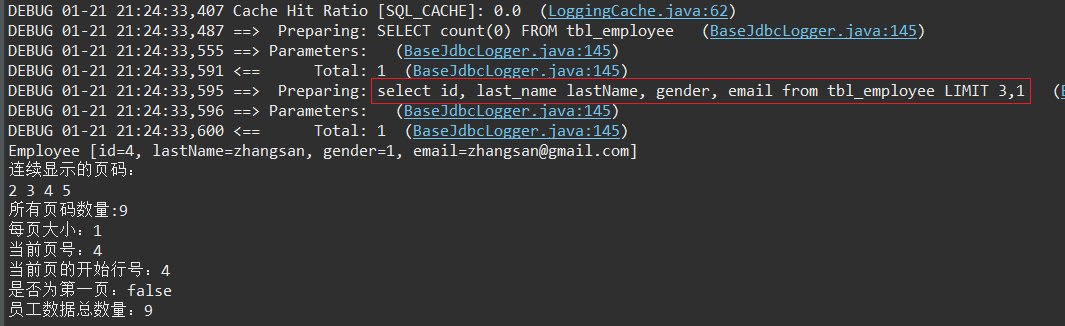 DEBUG 01-21 21:24:33,407 Cache Hit Ratio [SQL_CACHE]: 0.0  (LoggingCache.java:62)
DEBUG 01-21 21:24:33,487 ==>  Preparing: SELECT count(0) FROM tbl_employee   (BaseJdbcLogger.java:145)
DEBUG 01-21 21:24:33,555 ==> Parameters:   (BaseJdbcLogger.java:145)
DEBUG 01-21 21:24:33,591 <==      Total: 1  (BaseJdbcLogger.java:145)
DEBUG 01-21 21:24:33,595 ==>  Preparing: select id, last_name lastName, gender, email from tbl_employee LIMIT 3,1   (
DEBUG 01-21 21:24:33,596 ==> Parameters:   (BaseJdbcLogger.java:145)
DEBUG 01-21 21:24:33,600 <==      Total: 1  (BaseJdbcLogger.java:145)
Employee [id=4, lastName=zhangsan, gender=1, email=zhangsan@gmail.com]
连续显示的页码：
2 3 4 5
所有页码数量:9
每页大小：1
当前页号：4
当前页的开始行号：4
是否为第一页：false
员工数据总数量：9